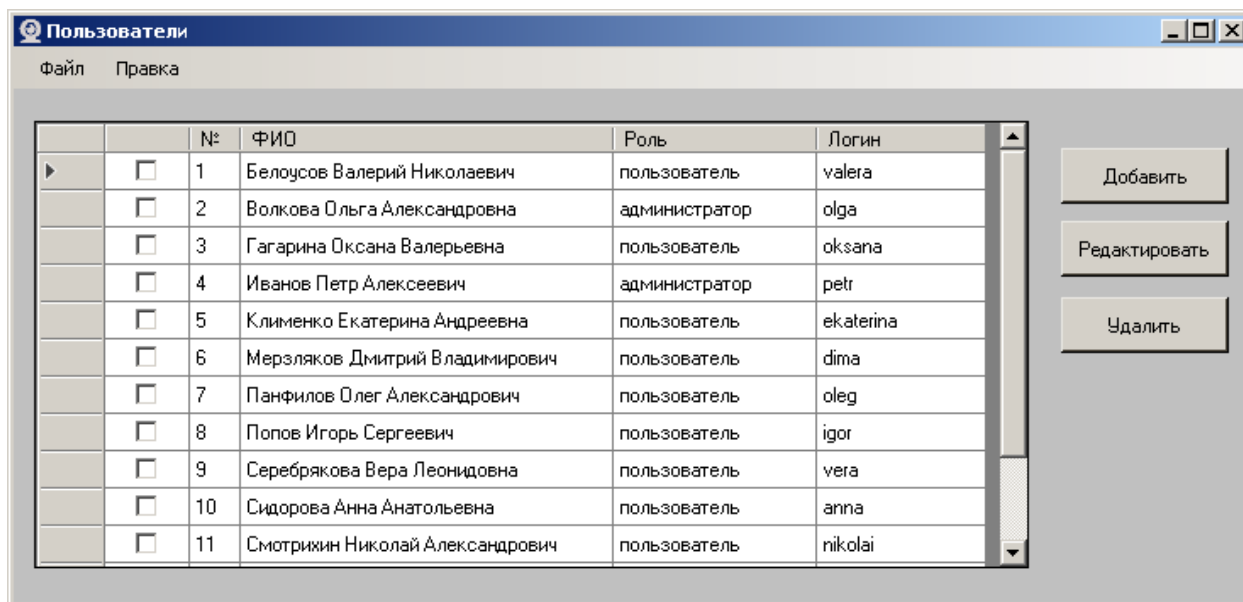 Пользователи
Файл Правка
№ ФИО Роль Логин
1 Белоусов Валерий Николаевич пользователь valera
2 Волкова Ольга Александровна администратор olga
3 Гагарина Оксана Валерьевна пользователь oksana
4 Иванов Петр Алексеевич администратор petr
5 Клименко Екатерина Андреевна пользователь ekaterina
6 Мерзляков Дмитрий Владимирович пользователь dima
7 Панфилов Олег Александрович пользователь oleg
8 Попов Игорь Сергеевич пользователь igor
9 Серебрякова Вера Леонидовна пользователь vera
10 Сидорова Анна Анатольевна пользователь anna
11 Смотрихин Николай Александрович пользователь nikolai
Добавить
Редактировать
Удалить